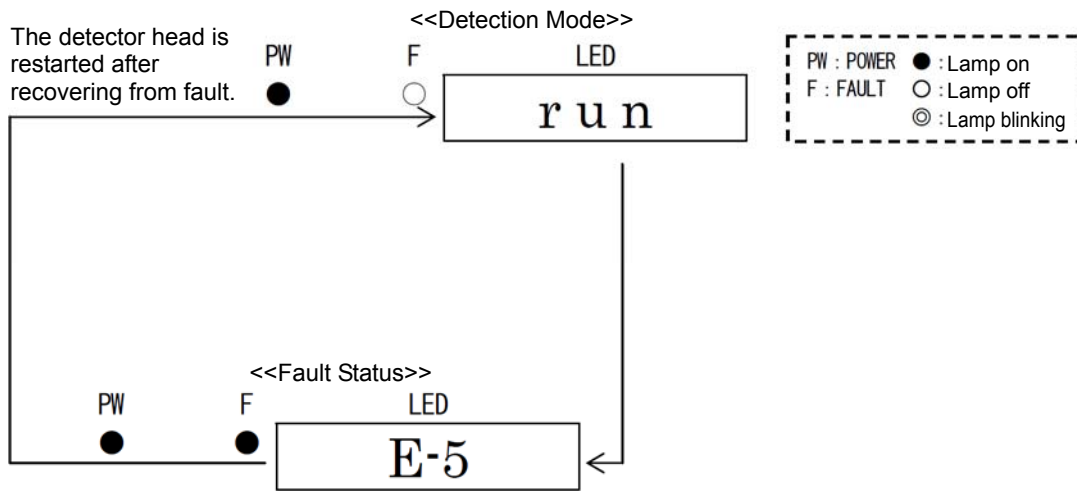 <<Detection Mode>>
The detector head is
restarted after
recovering from fault.
PW F LED
run
PW : POWER ● : Lamp on
F : FAULT ○ : Lamp off
◎ : Lamp blinking
<<Fault Status>>
PW F LED
E-5